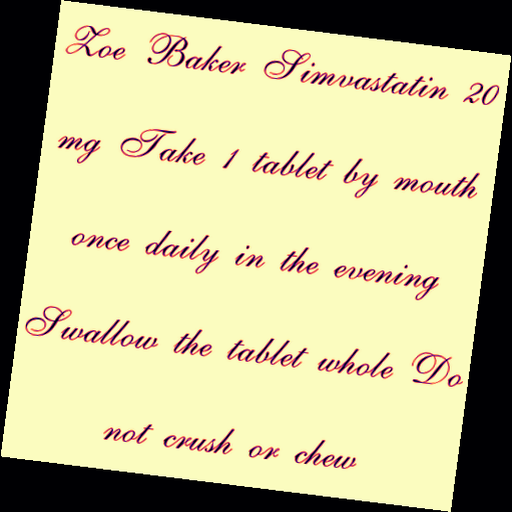 Zoe Baker Simvastatin 20
mg Take 1 tablet by mouth
once daily in the evening
Swallow the tablet whole Do
not crush or chew